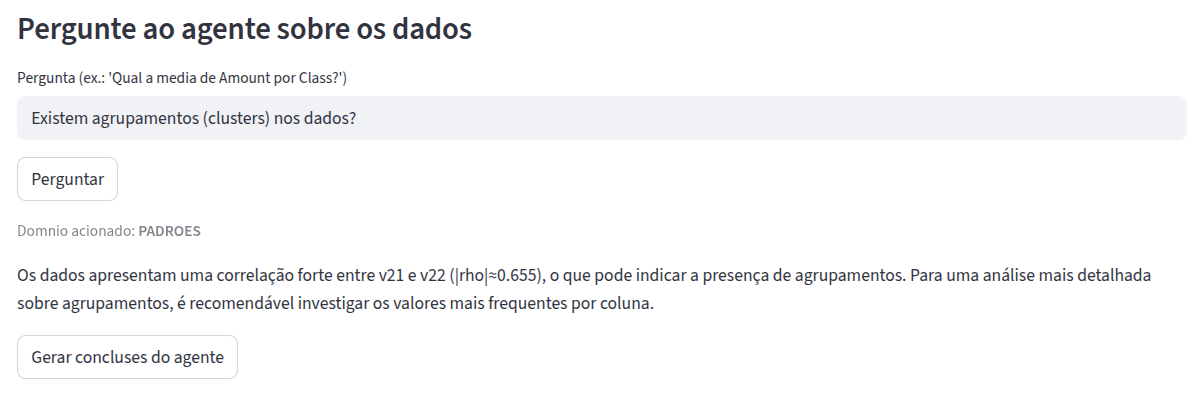 Pergunte ao agente sobre os dados
Pergunta (ex.: 'Qual a media de Amount por Class?')
Existem agrupamentos (clusters) nos dados?
Perguntar
Domnio acionado: PADROES
Os dados apresentam uma correlação forte entre v21 e v22 (|rho|≈0.655), o que pode indicar a presença de agrupamentos. Para uma análise mais detalhada
sobre agrupamentos, é recomendável investigar os valores mais frequentes por coluna.
Gerar concluses do agente